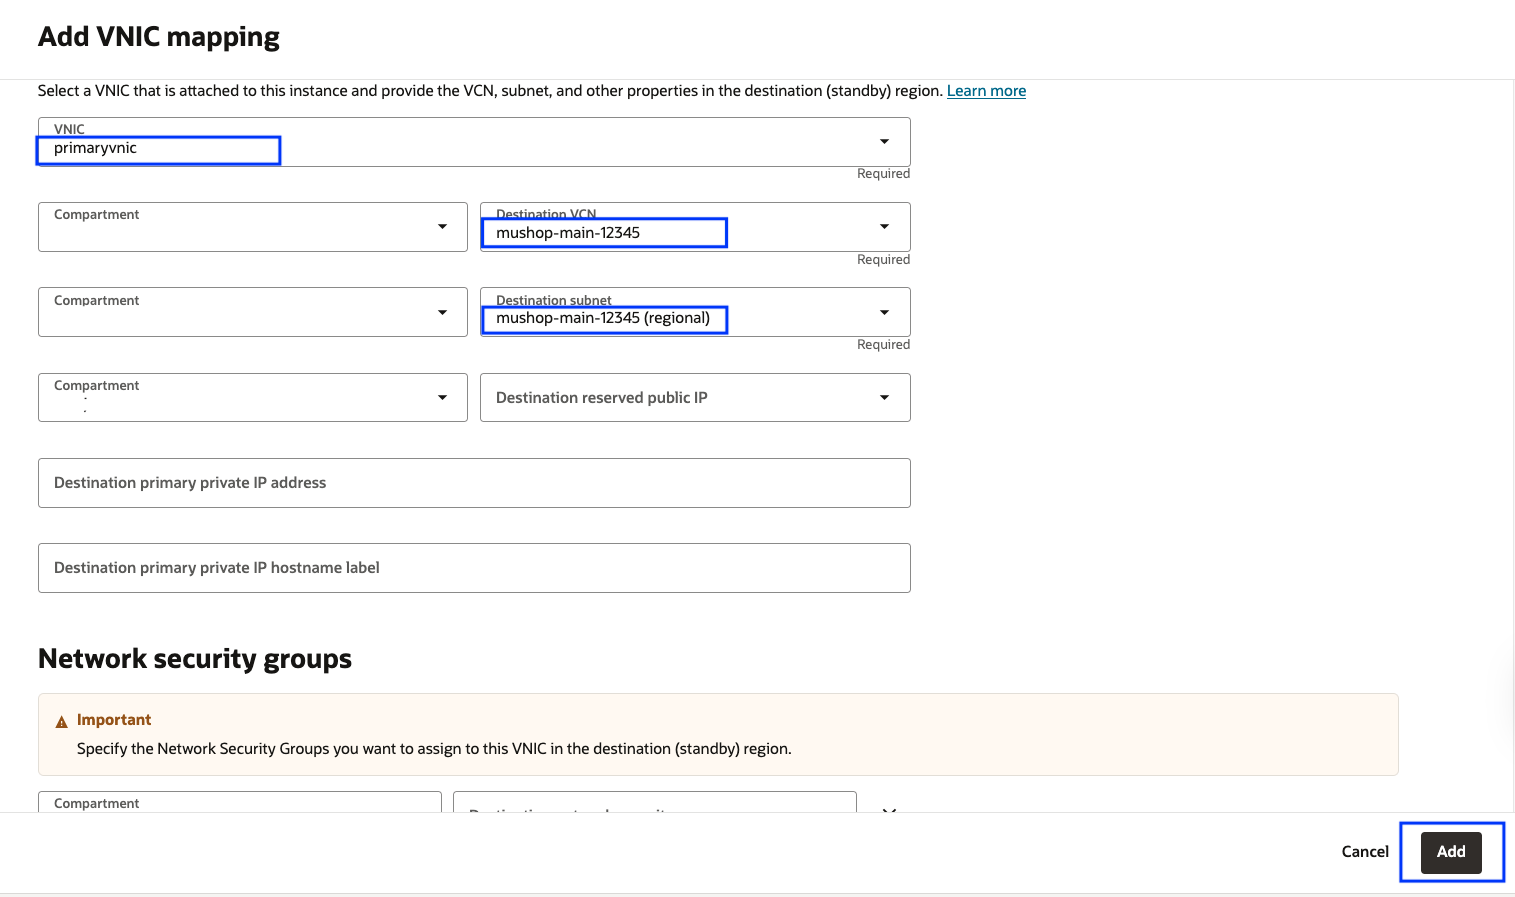 Add VNIC mapping
Select a VNIC that is attached to this instance and provide the VCN, subnet, and other properties in the destination (standby) region. Learn more
VNIC
primaryvnic
Required
Compartment
Destination VCN
mushop-main-12345
Required
Compartment
Destination subnet
mushop-main-12345 (regional)
Required
Compartment
Destination reserved public IP
Destination primary private IP address
Destination primary private IP hostname label
Network security groups
Important
Specify the Network Security Groups you want to assign to this VNIC in the destination (standby) region.
Compartment
Cancel
Add